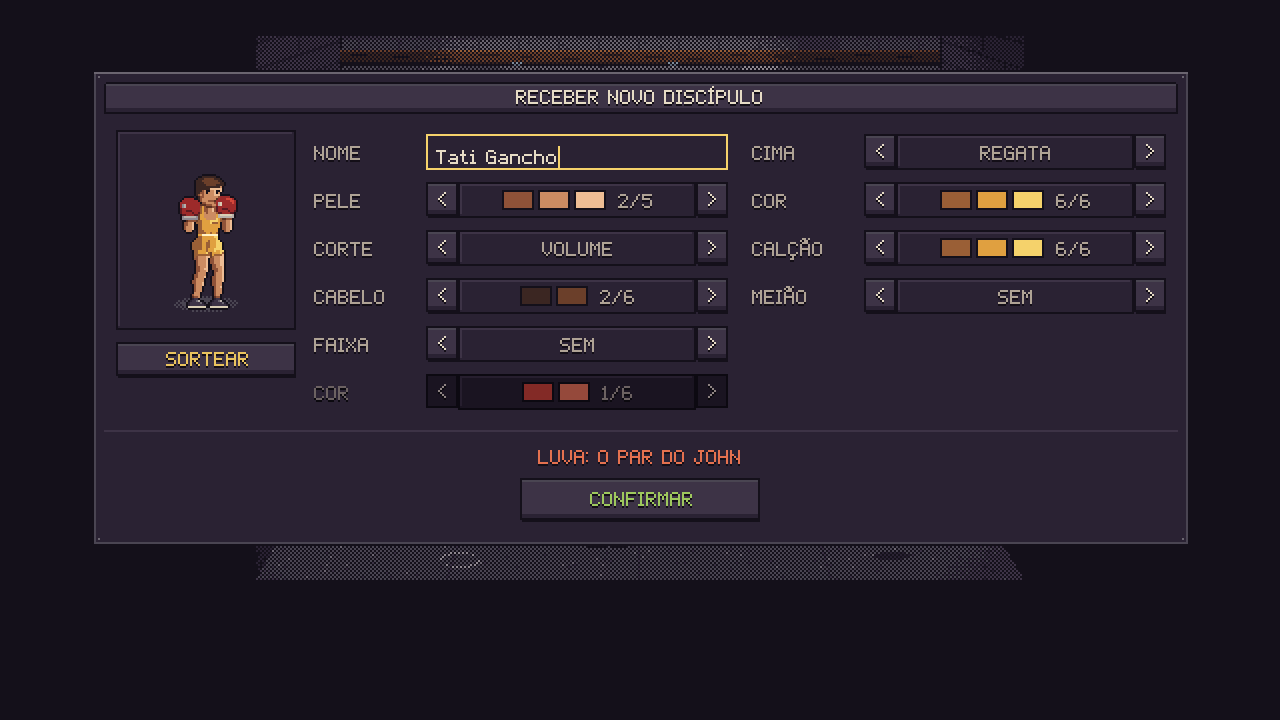 RECEBER NOVO DISCÍPULO
NOME
Tati Gancho
CIMA
< REGATA >
PELE
< 2/5 >
COR
< 6/6 >
CORTE
< VOLUME >
CALÇÃO
< 6/6 >
CABELO
< 2/6 >
MEIÃO
< SEM >
FAIXA
< SEM >
SORTEAR
COR
< 1/6 >
LUVA: O PAR DO JOHN
CONFIRMAR